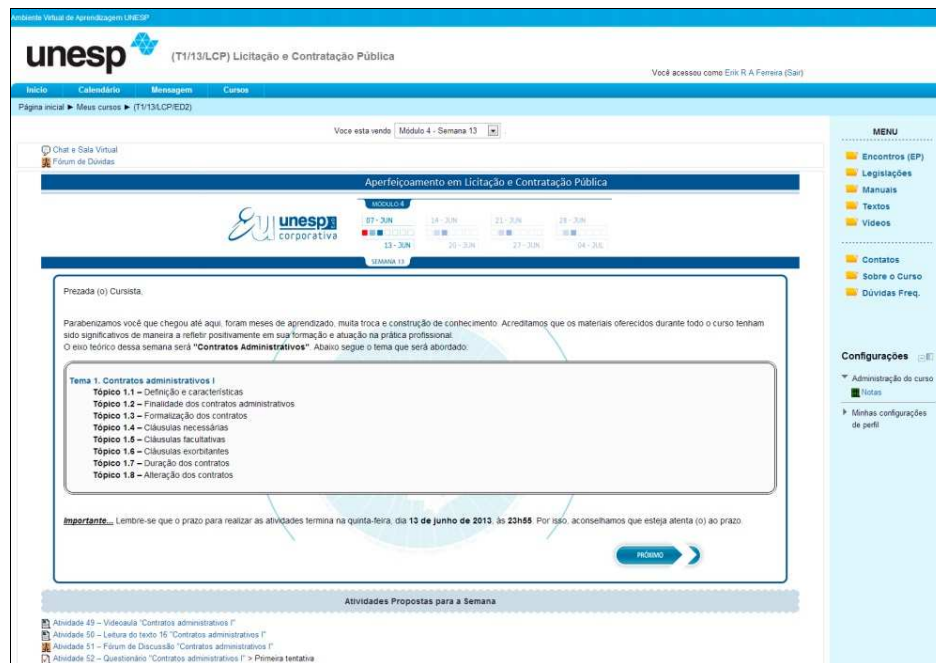 Ambiente Virtual de Aprendizagem UNESP
unesp
(T1/13/LCP) Licitação e Contratação Pública
Você acessou como Erik R A Ferreira (Sair)
Início Calendário Mensagem Cursos
Página inicial ► Meus cursos ► (T1/13/LCP/ED2)
Voce esta vendo Módulo 4 - Semana 13
Chat e Sala Virtual
Fórum de Dúvidas
Aperfeiçoamento em Licitação e Contratação Pública
unesp
corporativa
MÓDULO 4
07 - JUN 14 - JUN 21 - JUN 28 - JUN
13 - JUN 20 - JUN 27 - JUN 04 - JUL
SEMANA 13
Prezada (o) Cursista,
Parabenizamos você que chegou até aqui, foram meses de aprendizado, muita troca e construção de conhecimento. Acreditamos que os materiais oferecidos durante todo o curso tenham
sido significativos de maneira a refletir positivamente em sua formação e atuação na prática profissional.
O eixo teórico dessa semana será "Contratos Administrativos". Abaixo segue o tema que será abordado:
Tema 1. Contratos administrativos I
Tópico 1.1 – Definição e características
Tópico 1.2 – Finalidade dos contratos administrativos
Tópico 1.3 – Formalização dos contratos
Tópico 1.4 – Cláusulas necessárias
Tópico 1.5 – Cláusulas facultativas
Tópico 1.6 – Cláusulas exorbitantes
Tópico 1.7 – Duração dos contratos
Tópico 1.8 – Alteração dos contratos
Importante... Lembre-se que o prazo para realizar as atividades termina na quinta-feira, dia 13 de junho de 2013, às 23h55. Por isso, aconselhamos que esteja atenta (o) ao prazo.
PRÓXIMO
Atividades Propostas para a Semana
Atividade 49 – Videoaula "Contratos administrativos I"
Atividade 50 – Leitura do texto 16 "Contratos administrativos I"
Atividade 51 – Fórum de Discussão "Contratos administrativos I"
Atividade 52 – Questionário "Contratos administrativos I" > Primeira tentativa
MENU
Encontros (EP)
Legislações
Manuais
Textos
Vídeos
Contatos
Sobre o Curso
Dúvidas Freq.
Configurações
Administração do curso
Notas
Minhas configurações
de perfil